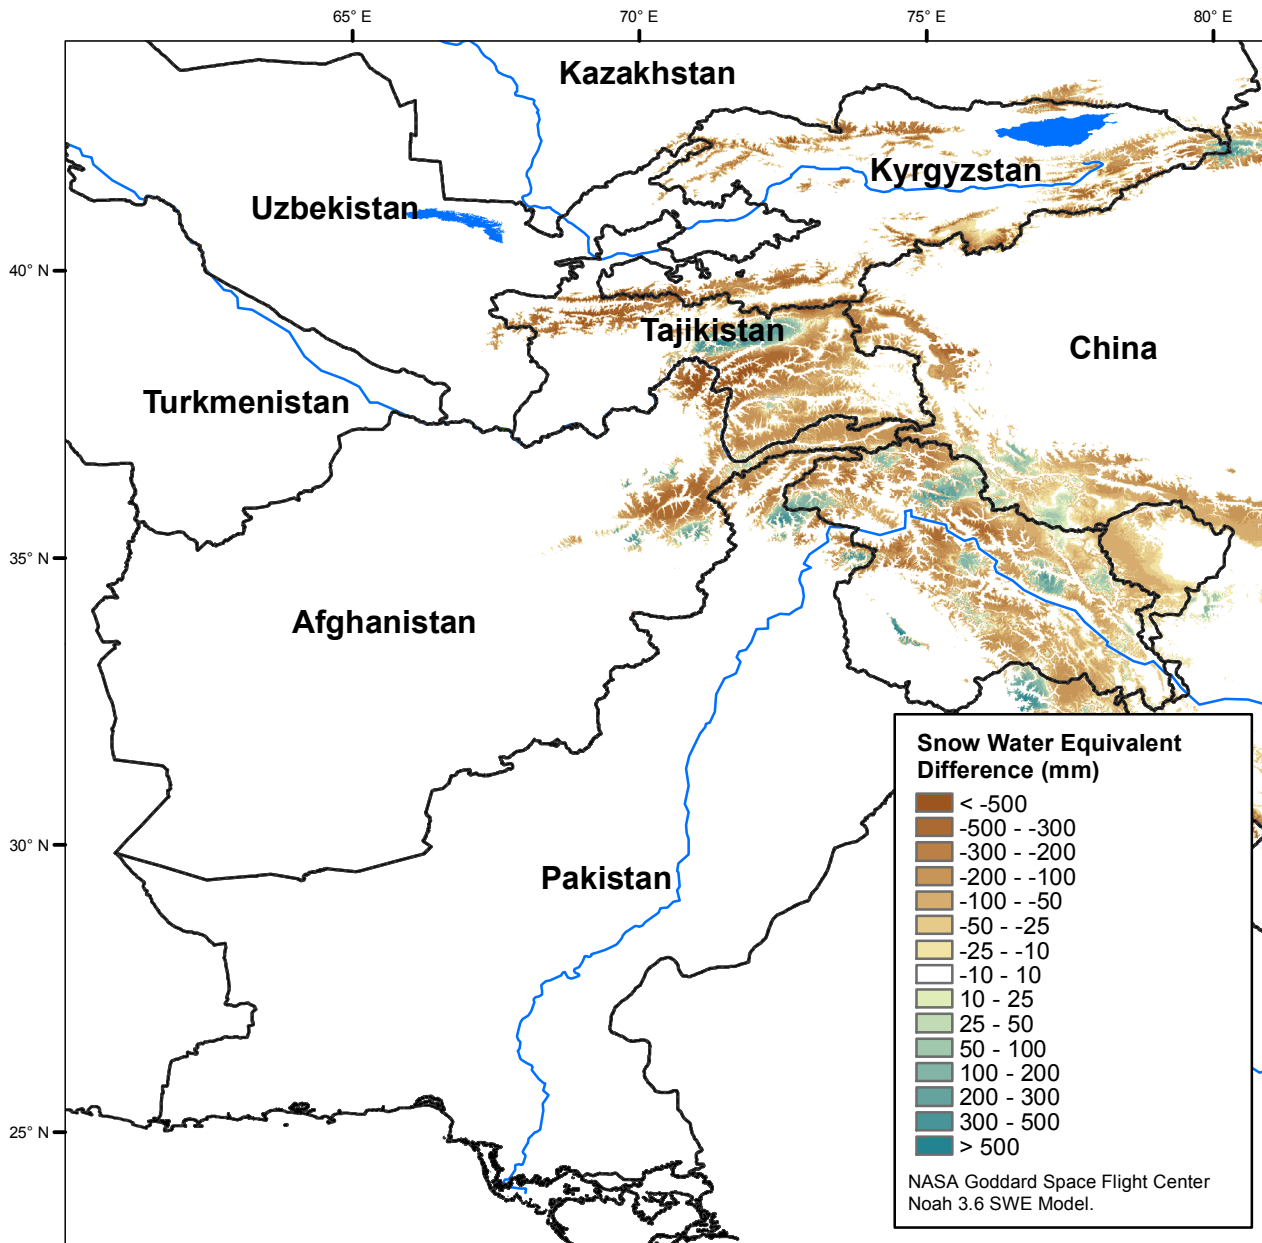 65° E
70° E
75° E
80° E
Kazakhstan
Kyrgyzstan
Uzbekistan
40° N
Tajikistan
China
Turkmenistan
35° N
Afghanistan
30° N
Pakistan
25° N
Snow Water Equivalent
Difference (mm)
< -500
-500 - -300
-300 - -200
-200 - -100
-100 - -50
-50 - -25
-25 - -10
-10 - 10
10 - 25
25 - 50
50 - 100
100 - 200
200 - 300
300 - 500
> 500
NASA Goddard Space Flight Center
Noah 3.6 SWE Model.